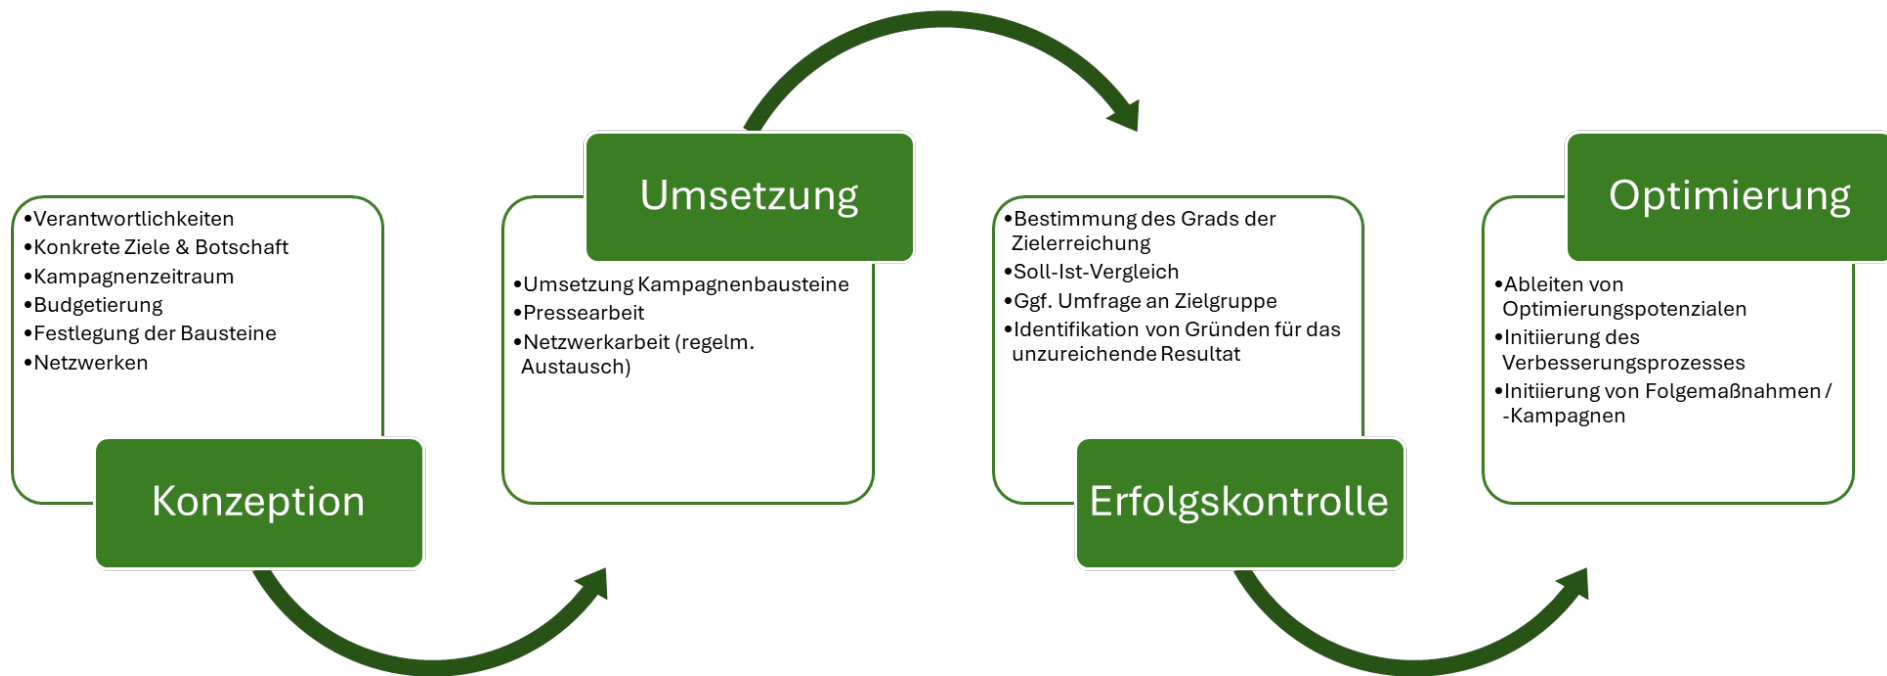 •Verantwortlichkeiten
•Konkrete Ziele & Botschaft
•Kampagnenzeitraum
•Budgetierung
•Festlegung der Bausteine
•Netzwerken
Konzeption
Umsetzung
•Umsetzung Kampagnenbausteine
•Pressearbeit
•Netzwerkarbeit (regelm.
Austausch)
•Bestimmung des Grads der
Zielerreichung
•Soll-Ist-Vergleich
•Ggf. Umfrage an Zielgruppe
•Identifikation von Gründen für das
unzureichende Resultat
Erfolgskontrolle
Optimierung
•Ableiten von
Optimierungspotenzialen
•Initiierung des
Verbesserungsprozesses
•Initiierung von Folgemaßnahmen /
-Kampagnen